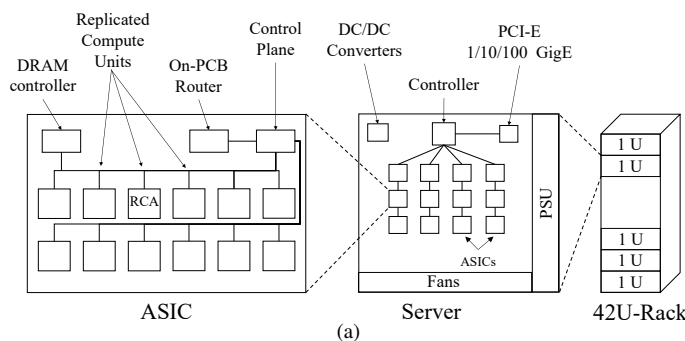 Replicated
Compute
Units
DRAM
controller
On-PCB
Router
Control
Plane
DC/DC
Converters
Controller
PCI-E
1/10/100 GigE
RCA
ASICs
Fans
PSU
1 U
1 U
1 U
1 U
1 U
ASIC
Server
42U-Rack
(a)